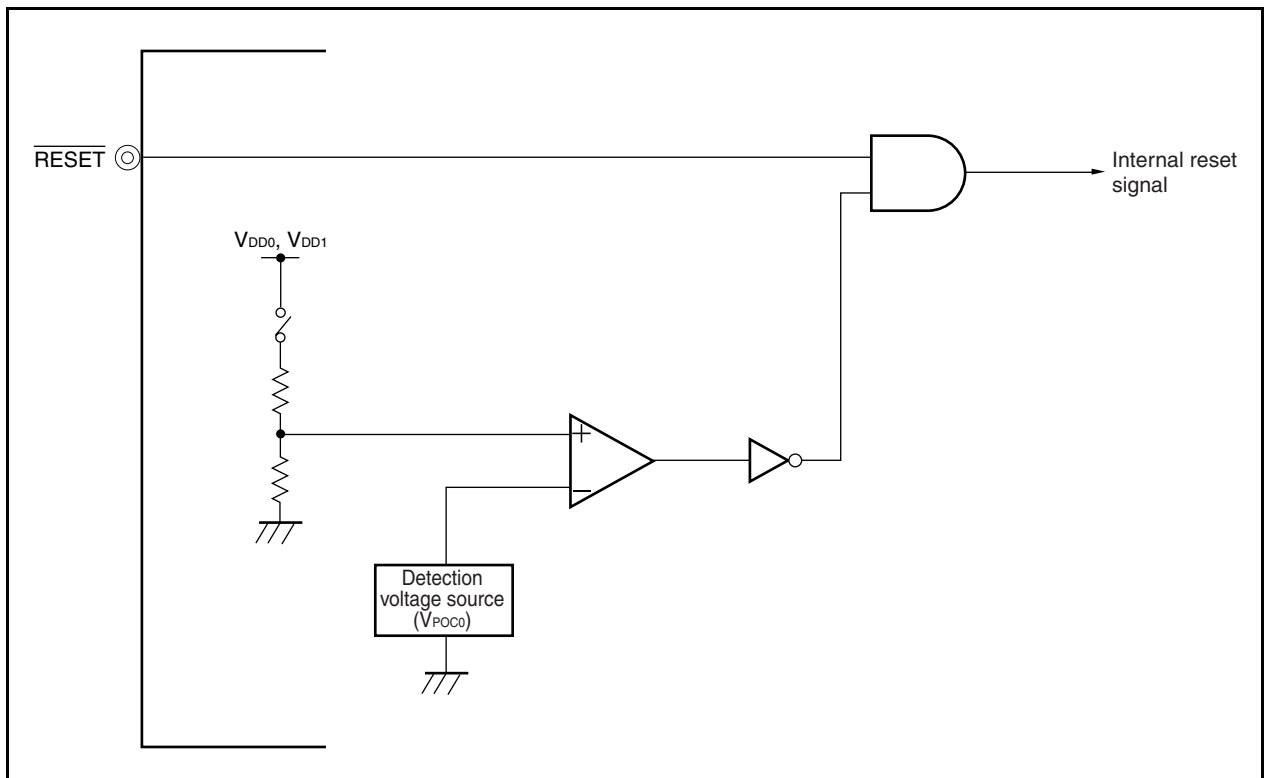 RESET
Internal reset
signal
VDD0, VDD1
+
−
Detection
voltage source
(VPOC0)